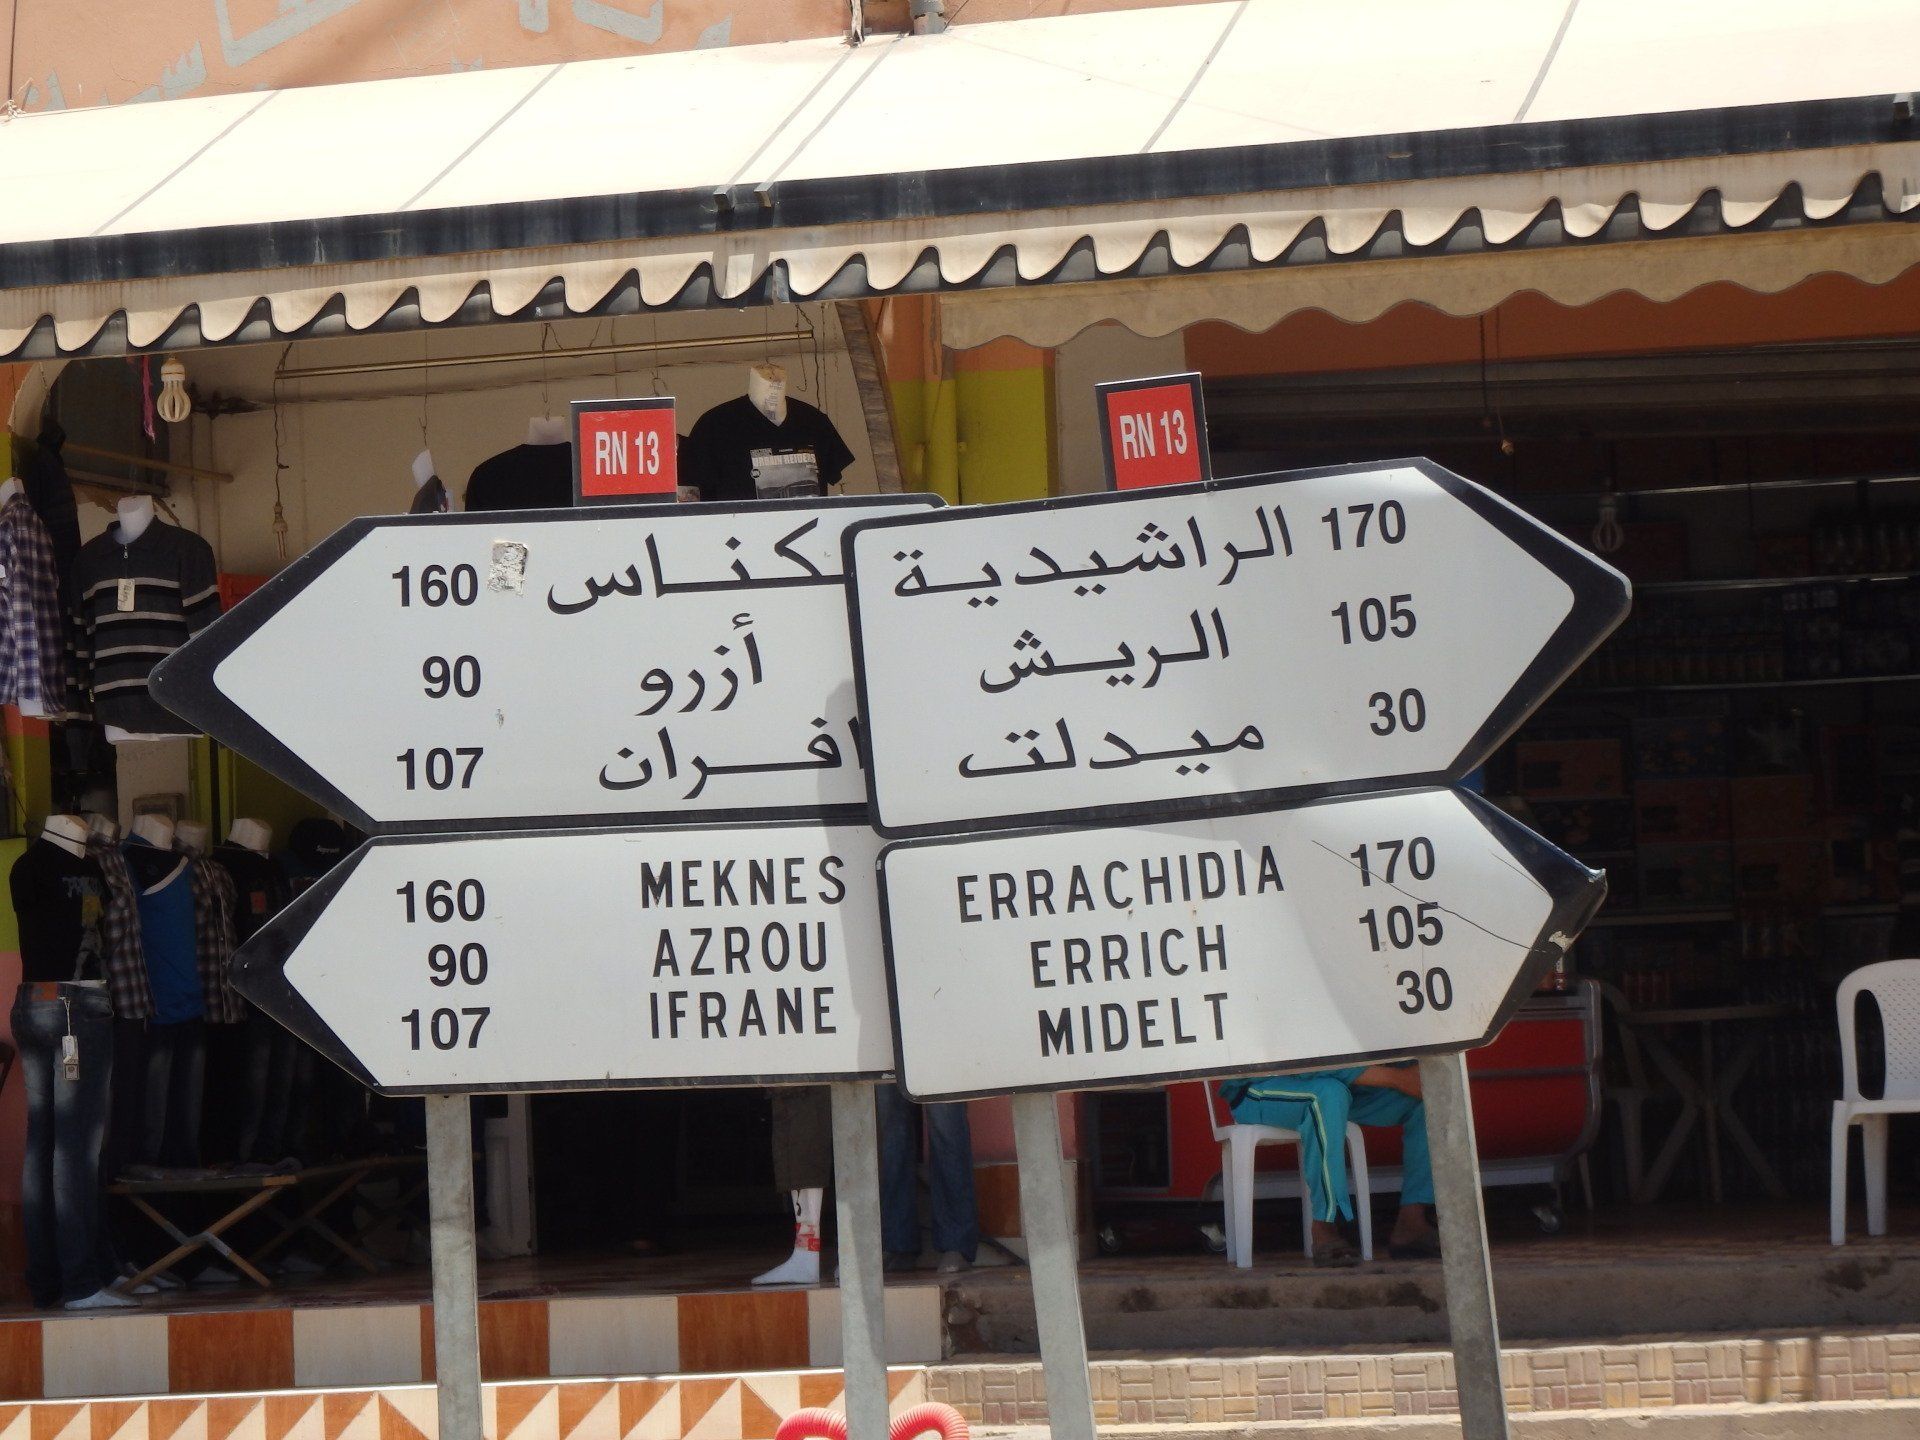 RN 13
160 مكناس
90 أزرو
107 افران
160 MEKNES
90 AZROU
107 IFRANE
RN 13
الراشيدية 170
الريش 105
ميدلت 30
ERRACHIDIA 170
ERRICH 105
MIDELT 30